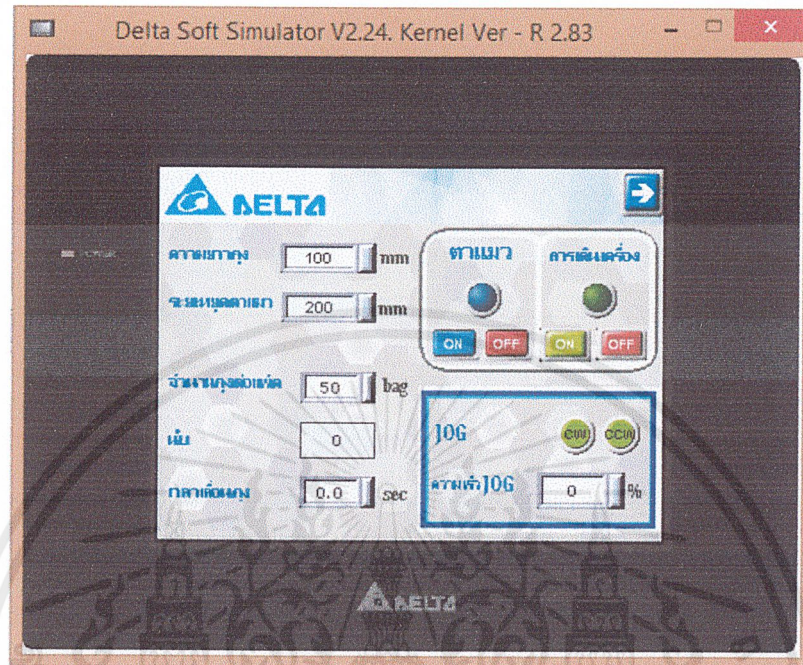 Delta Soft Simulator V2.24. Kernel Ver - R 2.83
DELTA
ความยาวถุง 100 mm
ระยะหยุดตาแมว 200 mm
จำนวนถุงต่อแพ็ค 50 bag
นับ 0
เวลาเลื่อนถุง 0.0 sec
ตาแมว
ON OFF
การเดินเครื่อง
ON OFF
JOG CW CCW
ความเร็วJOG 0 %
DELTA